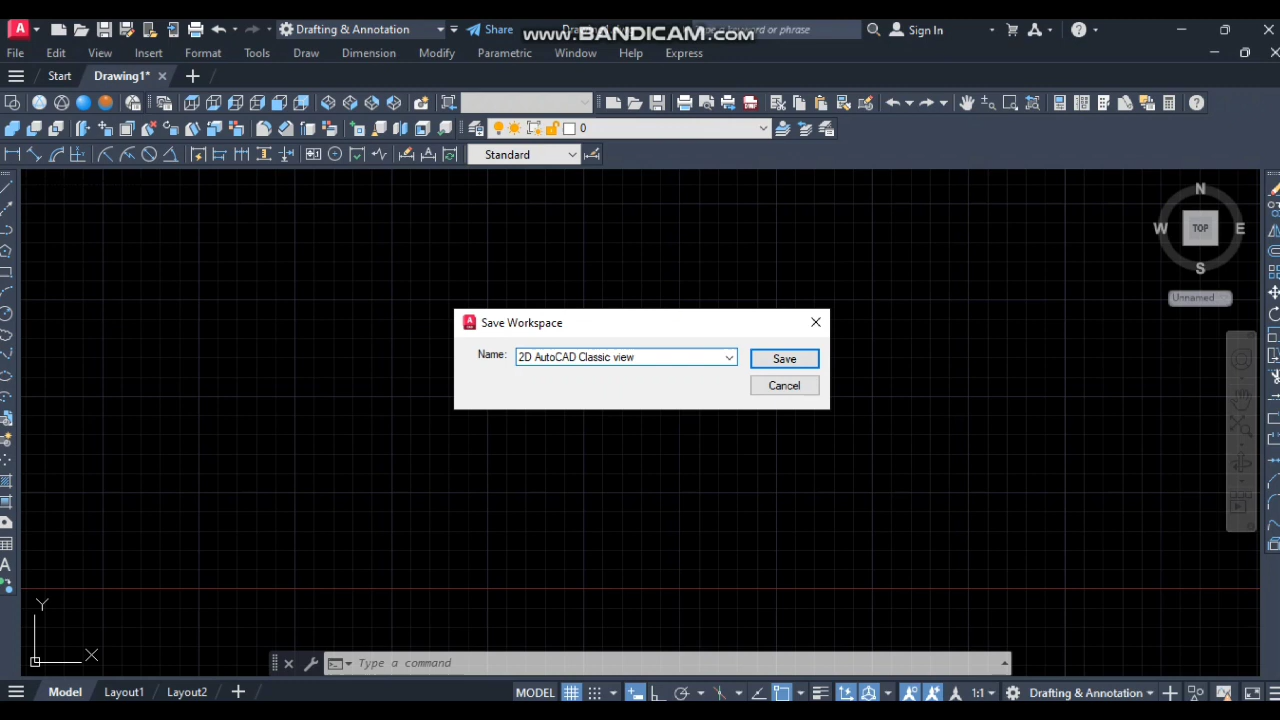 Drafting & Annotation
Share
www.BANDICAM.com
or phrase
Sign In
File Edit View Insert Format Tools Draw Dimension Modify Parametric Window Help Express
Start Drawing1*
0
Standard
N
W TOP E
S
Unnamed
Save Workspace
Name: 2D AutoCAD Classic view Save
Cancel
Y
X
Type a command
Model Layout1 Layout2 MODEL 1:1 Drafting & Annotation